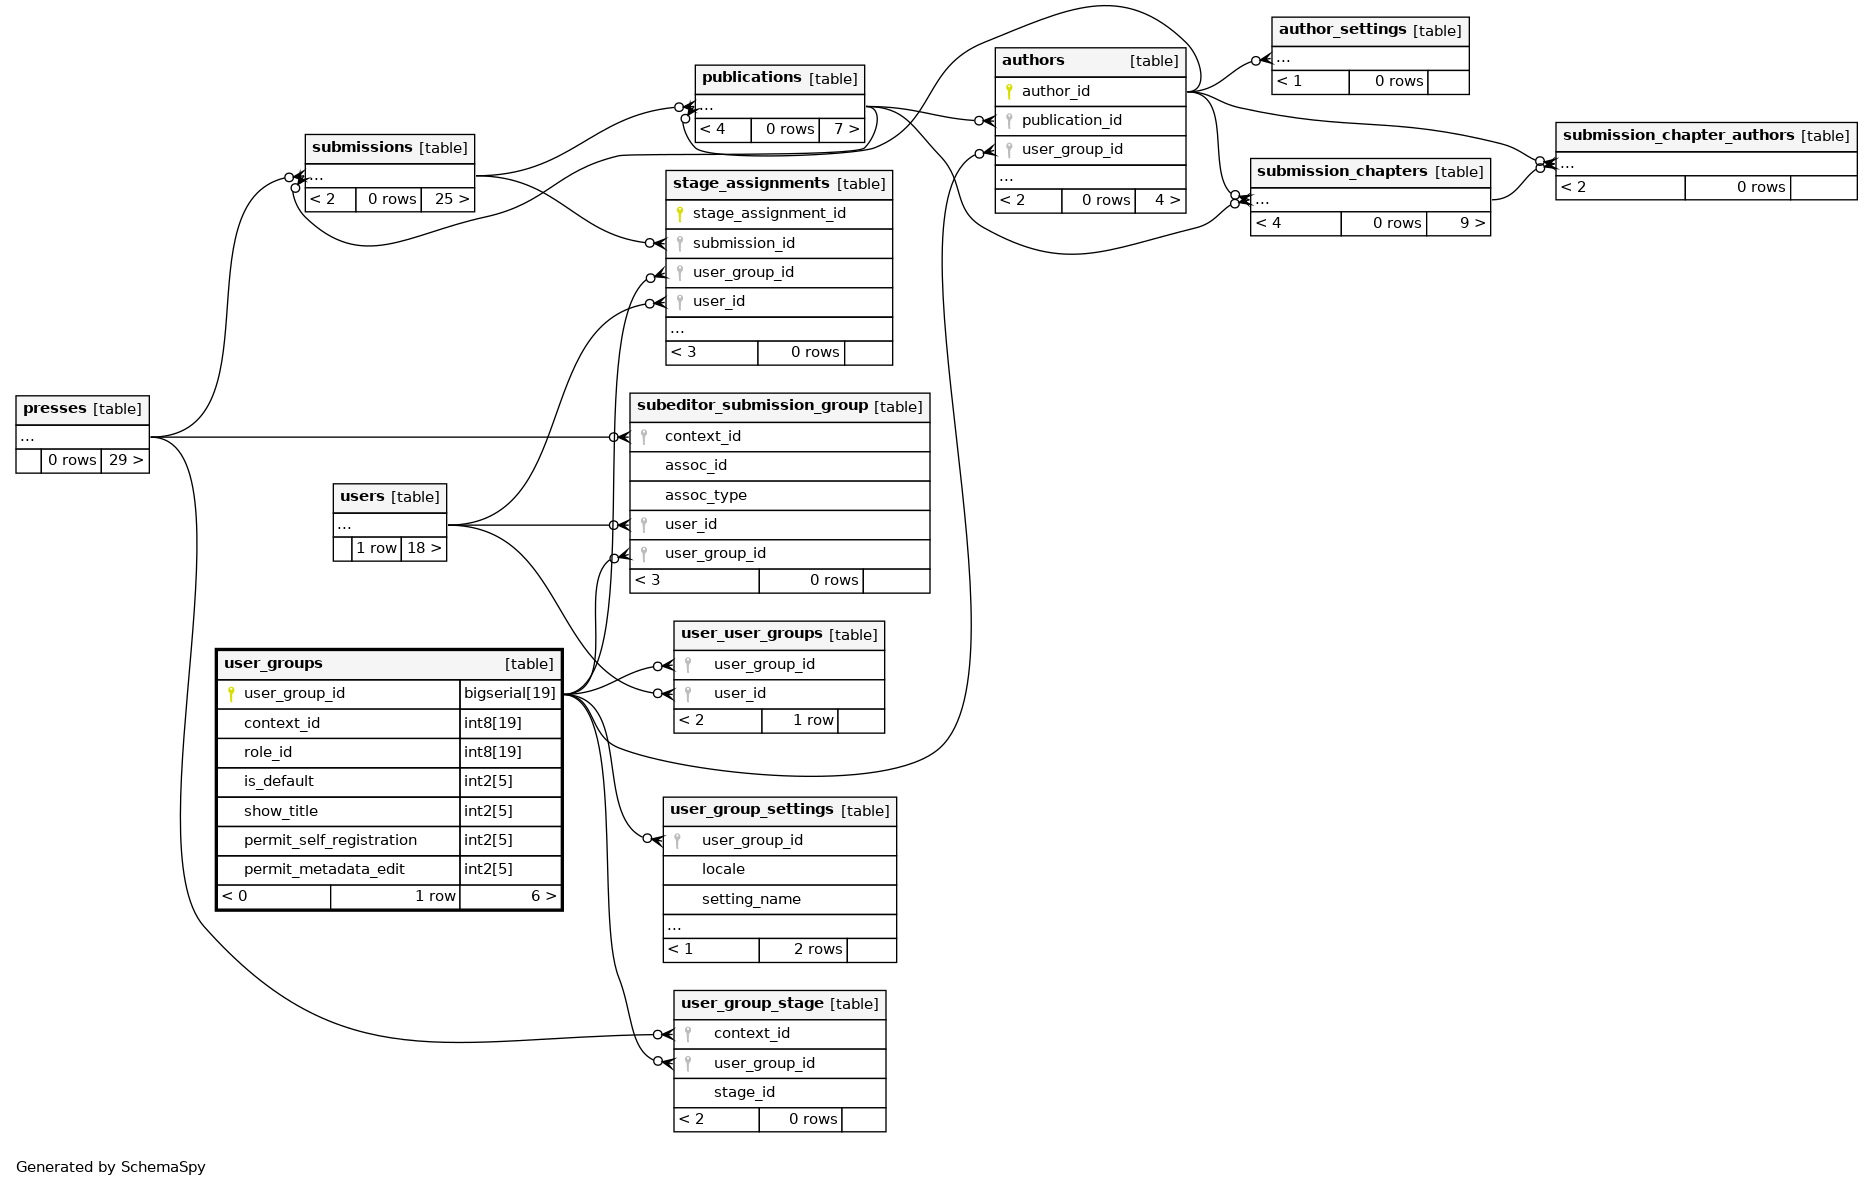 author_settings [table]
...
< 1 0 rows
authors [table]
author_id
publication_id
user_group_id
...
< 2 0 rows 4 >
publications [table]
...
< 4 0 rows 7 >
submission_chapter_authors [table]
...
< 2 0 rows
submissions [table]
...
< 2 0 rows 25 >
submission_chapters [table]
...
< 4 0 rows 9 >
stage_assignments [table]
stage_assignment_id
submission_id
user_group_id
user_id
...
< 3 0 rows
presses [table]
...
0 rows 29 >
subeditor_submission_group [table]
context_id
assoc_id
assoc_type
user_id
user_group_id
< 3 0 rows
users [table]
...
1 row 18 >
user_user_groups [table]
user_group_id
user_id
< 2 1 row
user_groups [table]
user_group_id bigserial[19]
context_id int8[19]
role_id int8[19]
is_default int2[5]
show_title int2[5]
permit_self_registration int2[5]
permit_metadata_edit int2[5]
< 0 1 row 6 >
user_group_settings [table]
user_group_id
locale
setting_name
...
< 1 2 rows
user_group_stage [table]
context_id
user_group_id
stage_id
< 2 0 rows
Generated by SchemaSpy